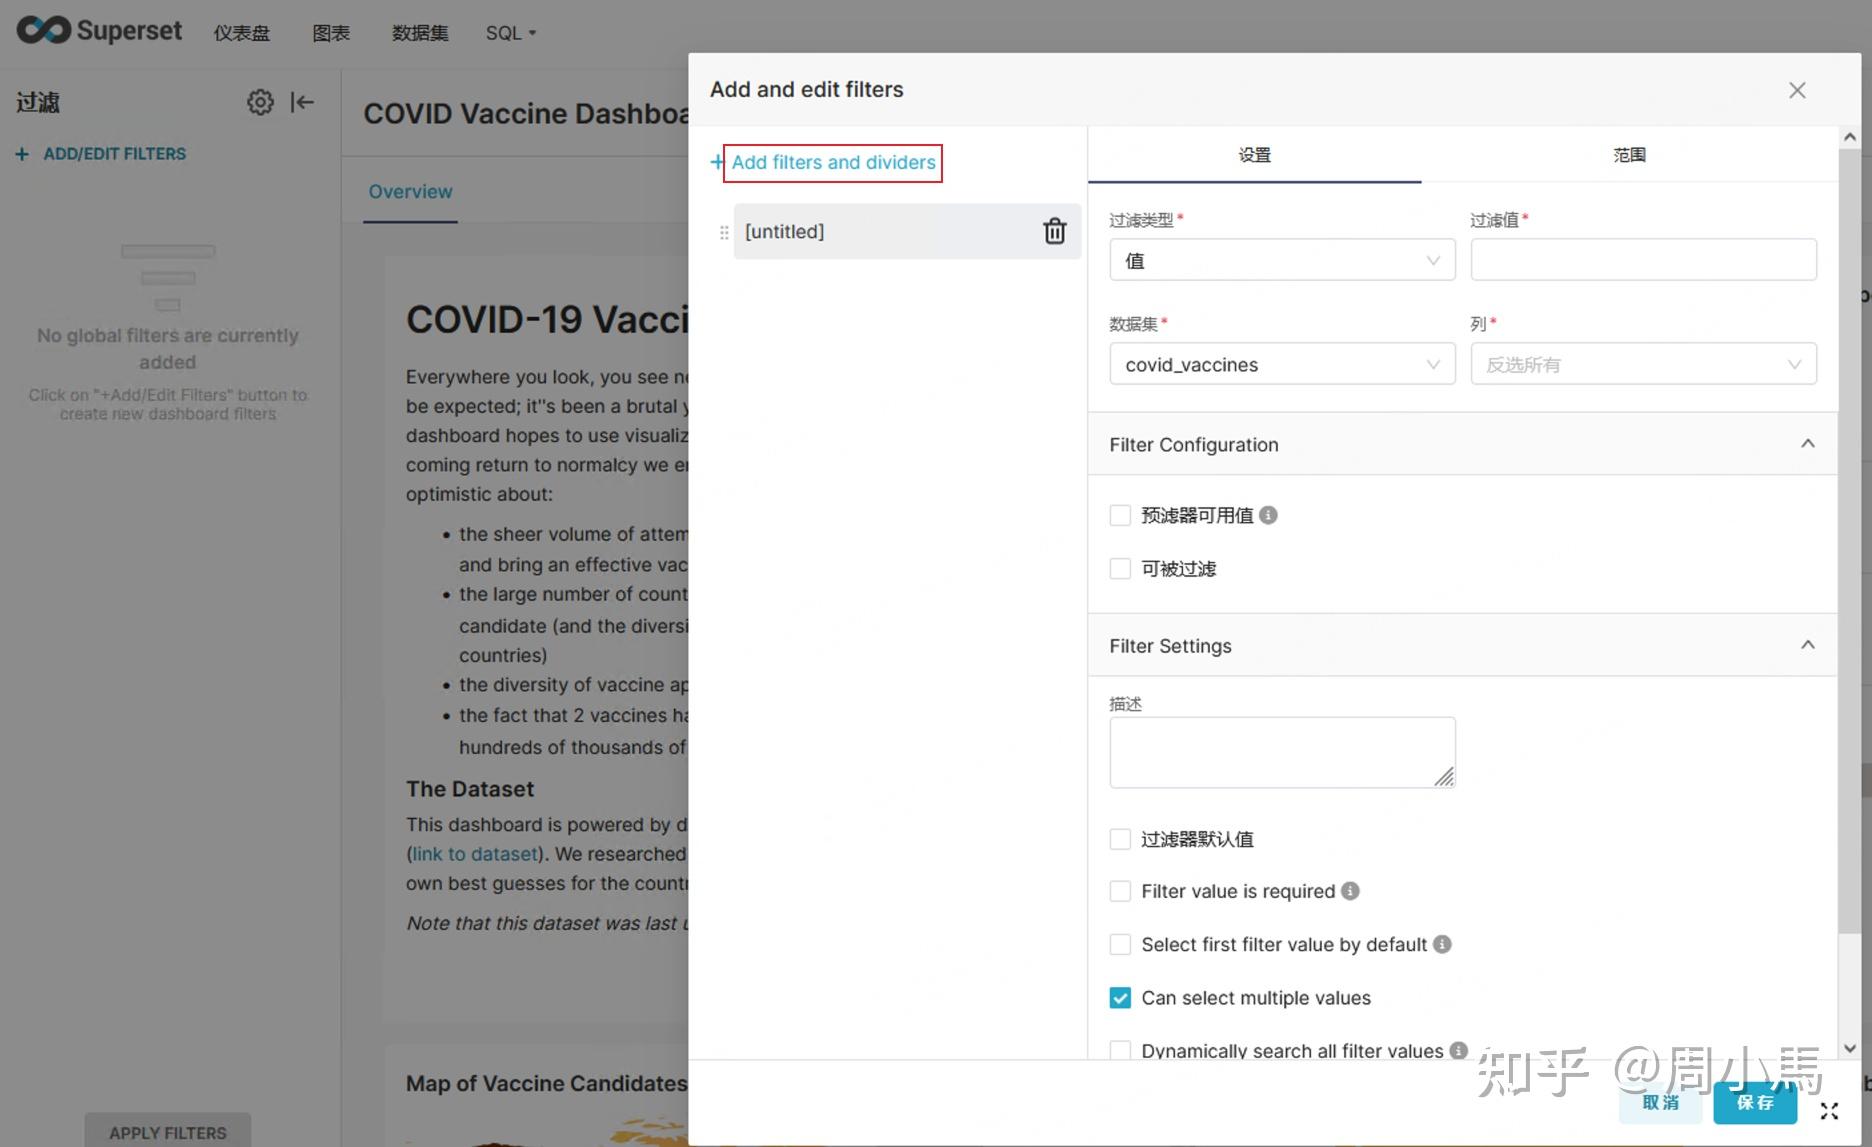 Superset 仪表盘 图表 数据集 SQL
过滤
+ ADD/EDIT FILTERS
No global filters are currently
added
Click on "+Add/Edit Filters" button to
create new dashboard filters
APPLY FILTERS
COVID Vaccine Dashboa
Overview
COVID-19 Vacci
Everywhere you look, you see ne
be expected; it"s been a brutal y
dashboard hopes to use visualiz
coming return to normalcy we en
optimistic about:
• the sheer volume of attem
and bring an effective vac
• the large number of count
candidate (and the diversi
countries)
• the diversity of vaccine ap
• the fact that 2 vaccines ha
hundreds of thousands of
The Dataset
This dashboard is powered by d
(link to dataset). We researched
own best guesses for the countr
Note that this dataset was last u
Map of Vaccine Candidates
Add and edit filters
+ Add filters and dividers
[untitled]
设置 范围
过滤类型* 过滤值*
值
数据集* 列*
covid_vaccines 反选所有
Filter Configuration
预滤器可用值
可被过滤
Filter Settings
描述
过滤器默认值
Filter value is required
Select first filter value by default
Can select multiple values
Dynamically search all filter values
取消 保存
知乎 @周小馬